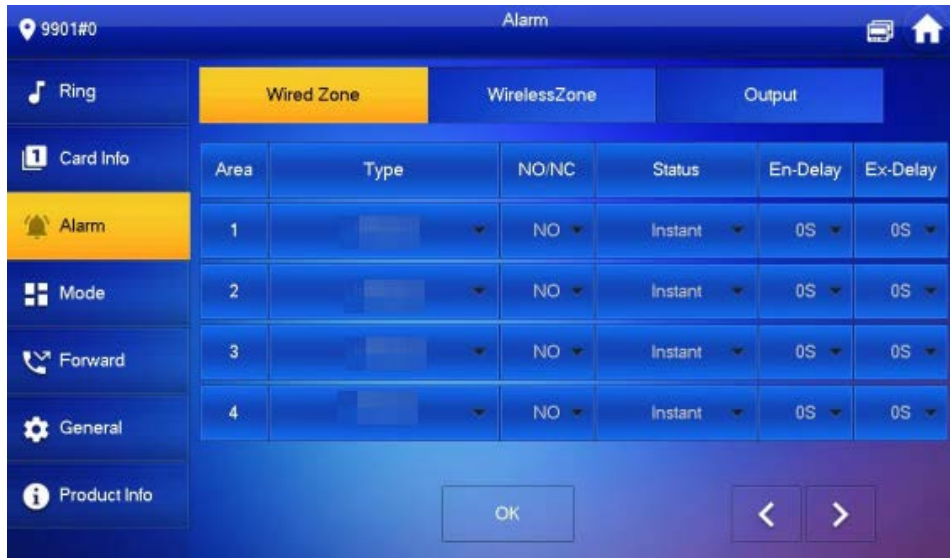 9901#0
Alarm
Ring
Card Info
Alarm
Mode
Forward
General
Product Info
Wired Zone WirelessZone Output
Area Type NO/NC Status En-Delay Ex-Delay
1 NO Instant 0S 0S
2 NO Instant 0S 0S
3 NO Instant 0S 0S
4 NO Instant 0S 0S
OK